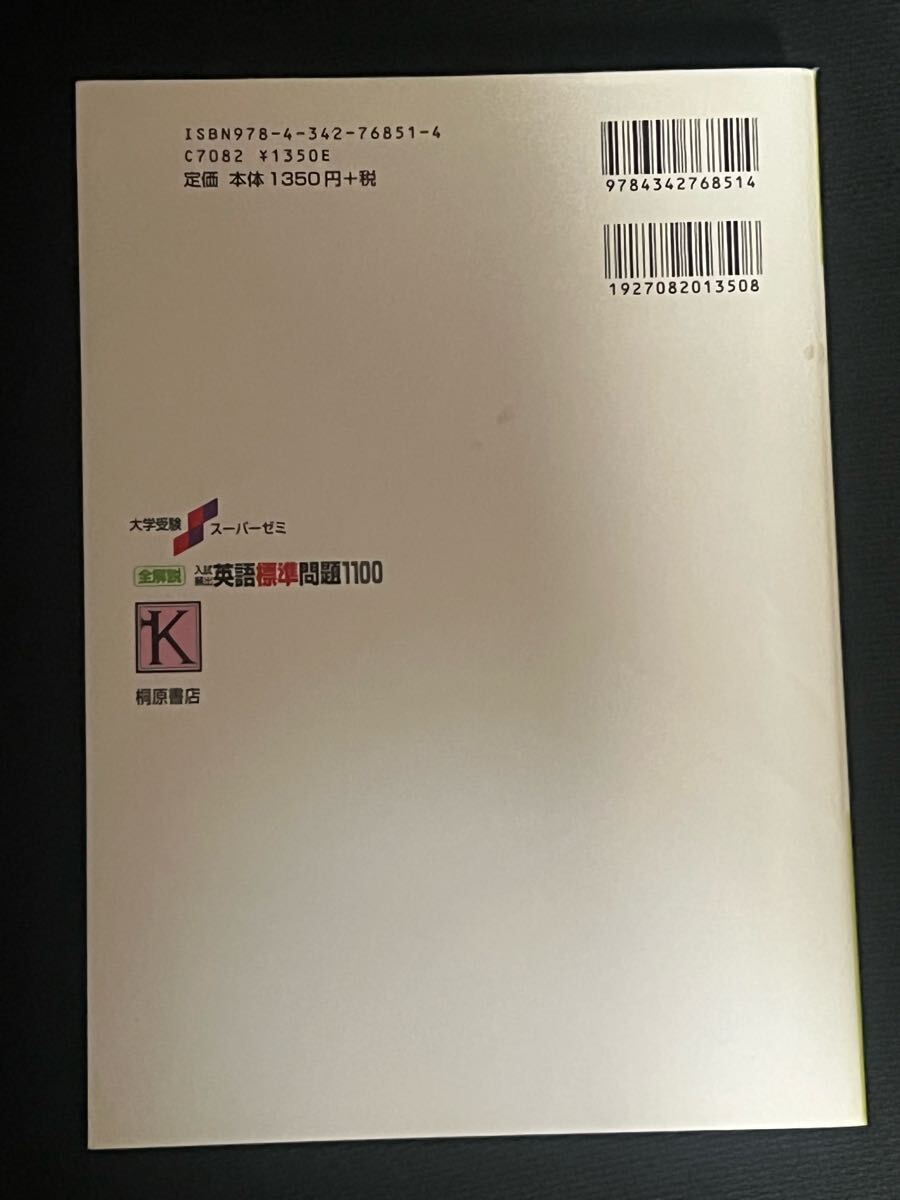 ISBN978-4-342-76851-4
C7082 ¥1350E
定価 本体1350円+税
9784342768514
1927082013508
大学受験 スーパーゼミ
全解説 入試頻出 英語標準問題1100
K
桐原書店